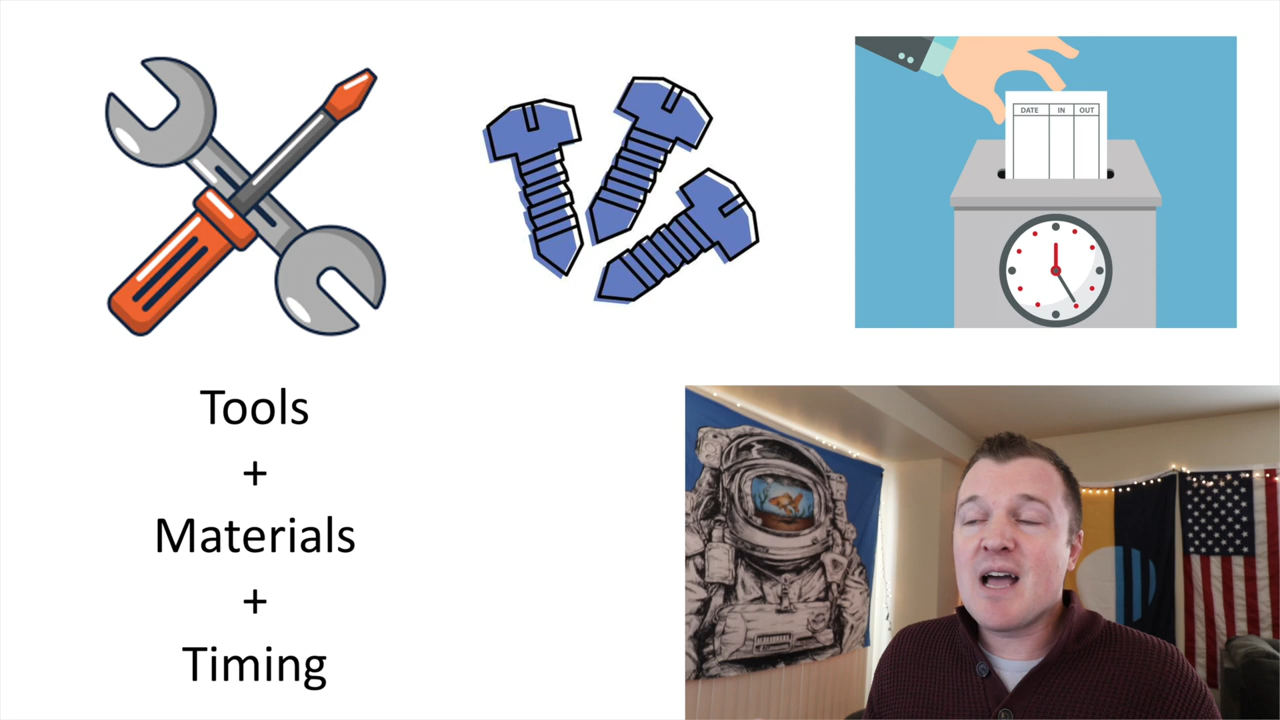 DATE IN OUT
Tools
+
Materials
+
Timing